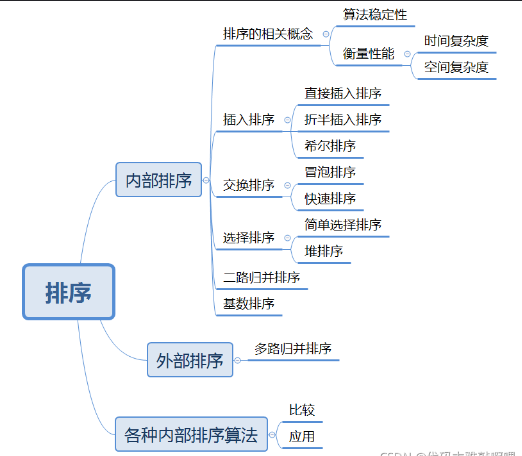 排序
内部排序
排序的相关概念
算法稳定性
衡量性能
时间复杂度
空间复杂度
插入排序
直接插入排序
折半插入排序
希尔排序
交换排序
冒泡排序
快速排序
选择排序
简单选择排序
堆排序
二路归并排序
基数排序
外部排序
多路归并排序
各种内部排序算法
比较
应用